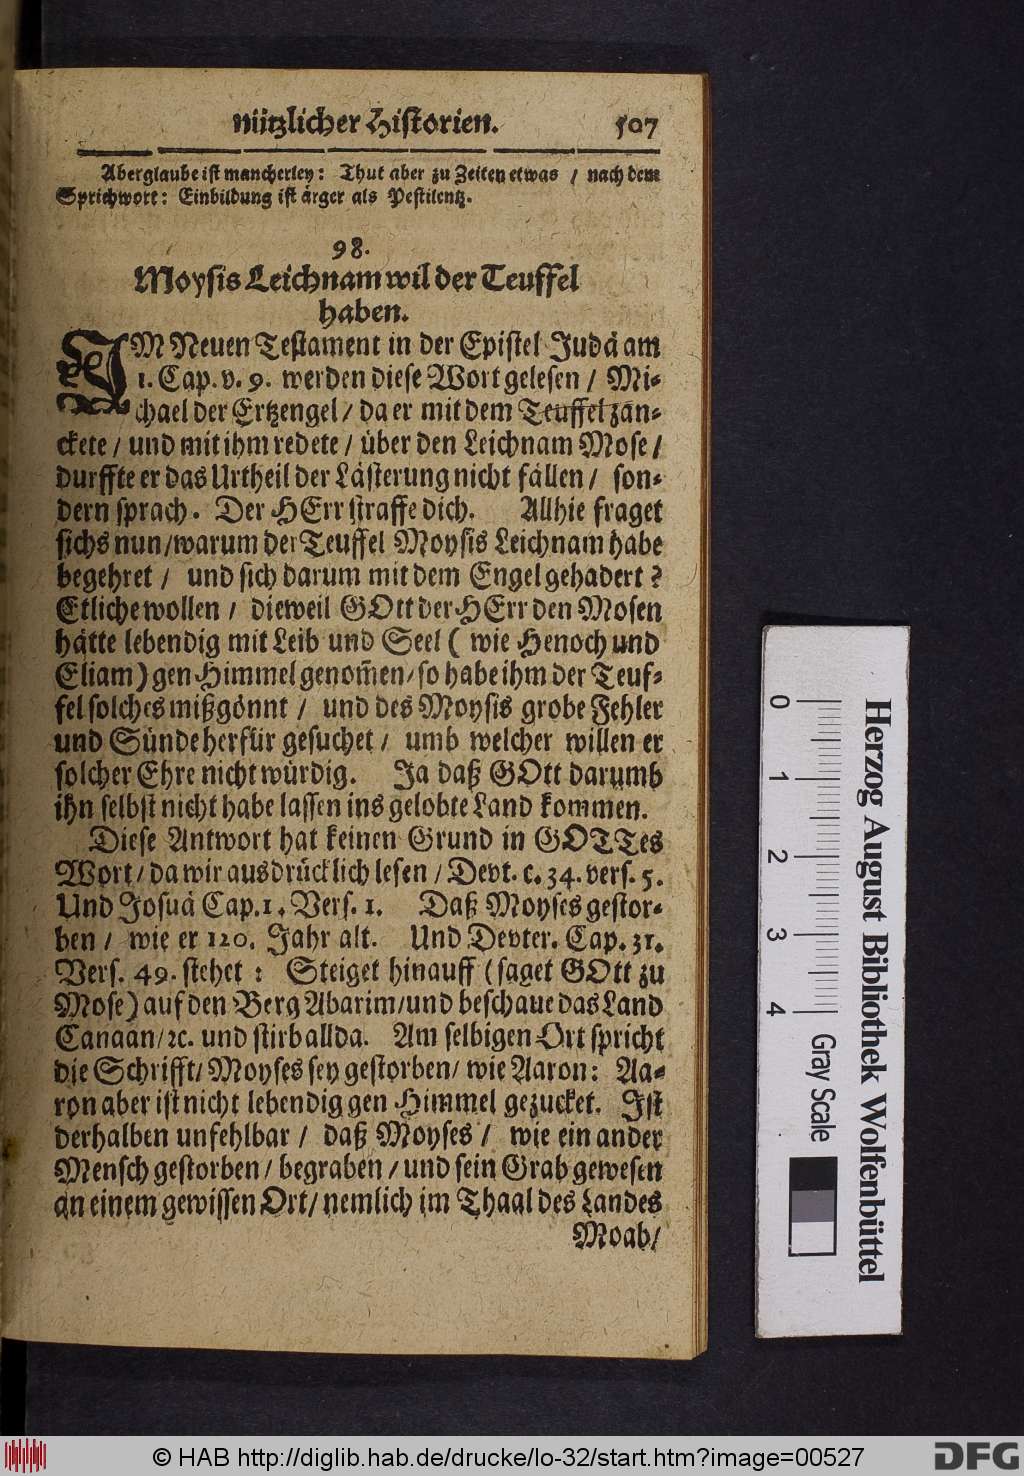 nützlicher Historien. 507
Aberglaube ist mancherley: Thut aber zu Zeiten etwas / nach dem
Sprichwort: Einbildung ist ärger als Pestilentz.
98.
Moysis Leichnam wil der Teuffel
haben.
IM Neuen Testament in der Epistel Judä am
1. Cap. v. 9. werden diese Wort gelesen / Mi-
chael der Ertzengel / da er mit dem Teuffel zän-
ckete / und mit ihm redete / über den Leichnam Mose /
durffte er das Urtheil der Lästerung nicht fällen / son-
dern sprach. Der HErr straffe dich. Allhie fraget
sichs nun / warum der Teuffel Moysis Leichnam habe
begehret / und sich darum mit dem Engel gehadert?
Etliche wollen / dieweil GOtt der HErr den Mosen
hätte lebendig mit Leib und Seel ( wie Henoch und
Eliam ) gen Himmel genom̃en / so habe ihm der Teuf-
fel solches mißgönnt / und des Moysis grobe Fehler
und Sünde herfür gesuchet / umb welcher willen er
solcher Ehre nicht würdig. Ja daß GOtt darumb
ihn selbst nicht habe lassen ins gelobte Land kommen.
Diese Antwort hat keinen Grund in GOTTes
Wort / da wir ausdrücklich lesen / Devt. c. 34. vers. 5.
Und Josuä Cap. 1. Vers. 1. Daß Moyses gestor-
ben / wie er 120. Jahr alt. Und Devter. Cap. 31.
Vers. 49. stehet: Steiget hinauff (saget GOtt zu
Mose) auf den Berg Abarim / und beschaue das Land
Canaan / ꝛc. und stirb allda. Am selbigen Ort spricht
die Schrifft / Moyses sey gestorben / wie Aaron: Aa-
ron aber ist nicht lebendig gen Himmel gezucket. Ist
derhalben unfehlbar / daß Moyses / wie ein ander
Mensch gestorben / begraben / und sein Grab gewesen
an einem gewissen Ort / nemlich im Thaal des Landes
Moab /
0 1 2 3 4 Gray Scale
Herzog August Bibliothek Wolfenbüttel
© HAB http://diglib.hab.de/drucke/lo-32/start.htm?image=00527
DFG